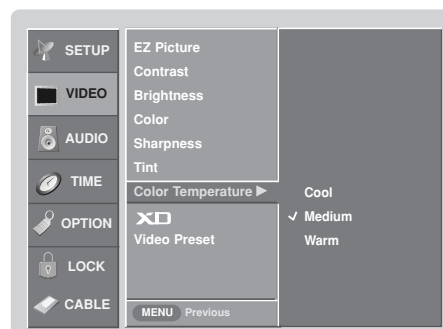 SETUP
VIDEO
AUDIO
TIME
OPTION
LOCK
CABLE
EZ Picture
Contrast
Brightness
Color
Sharpness
Tint
Color Temperature ▶
XD
Video Preset
MENU Previous
Cool
✓ Medium
Warm